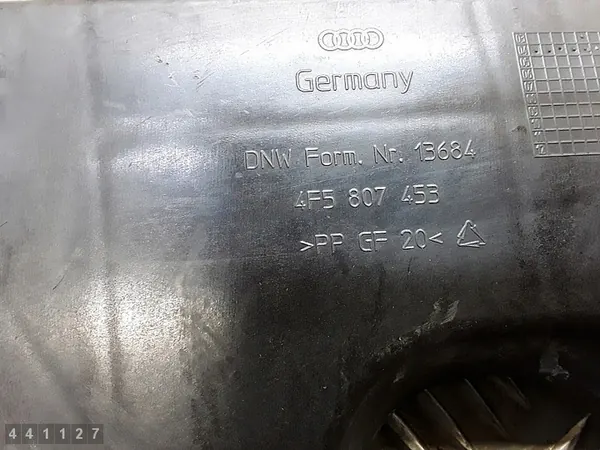 Germany
DNW Form. Nr. 13684
4F5 807 453
>PP GF 20<
441127